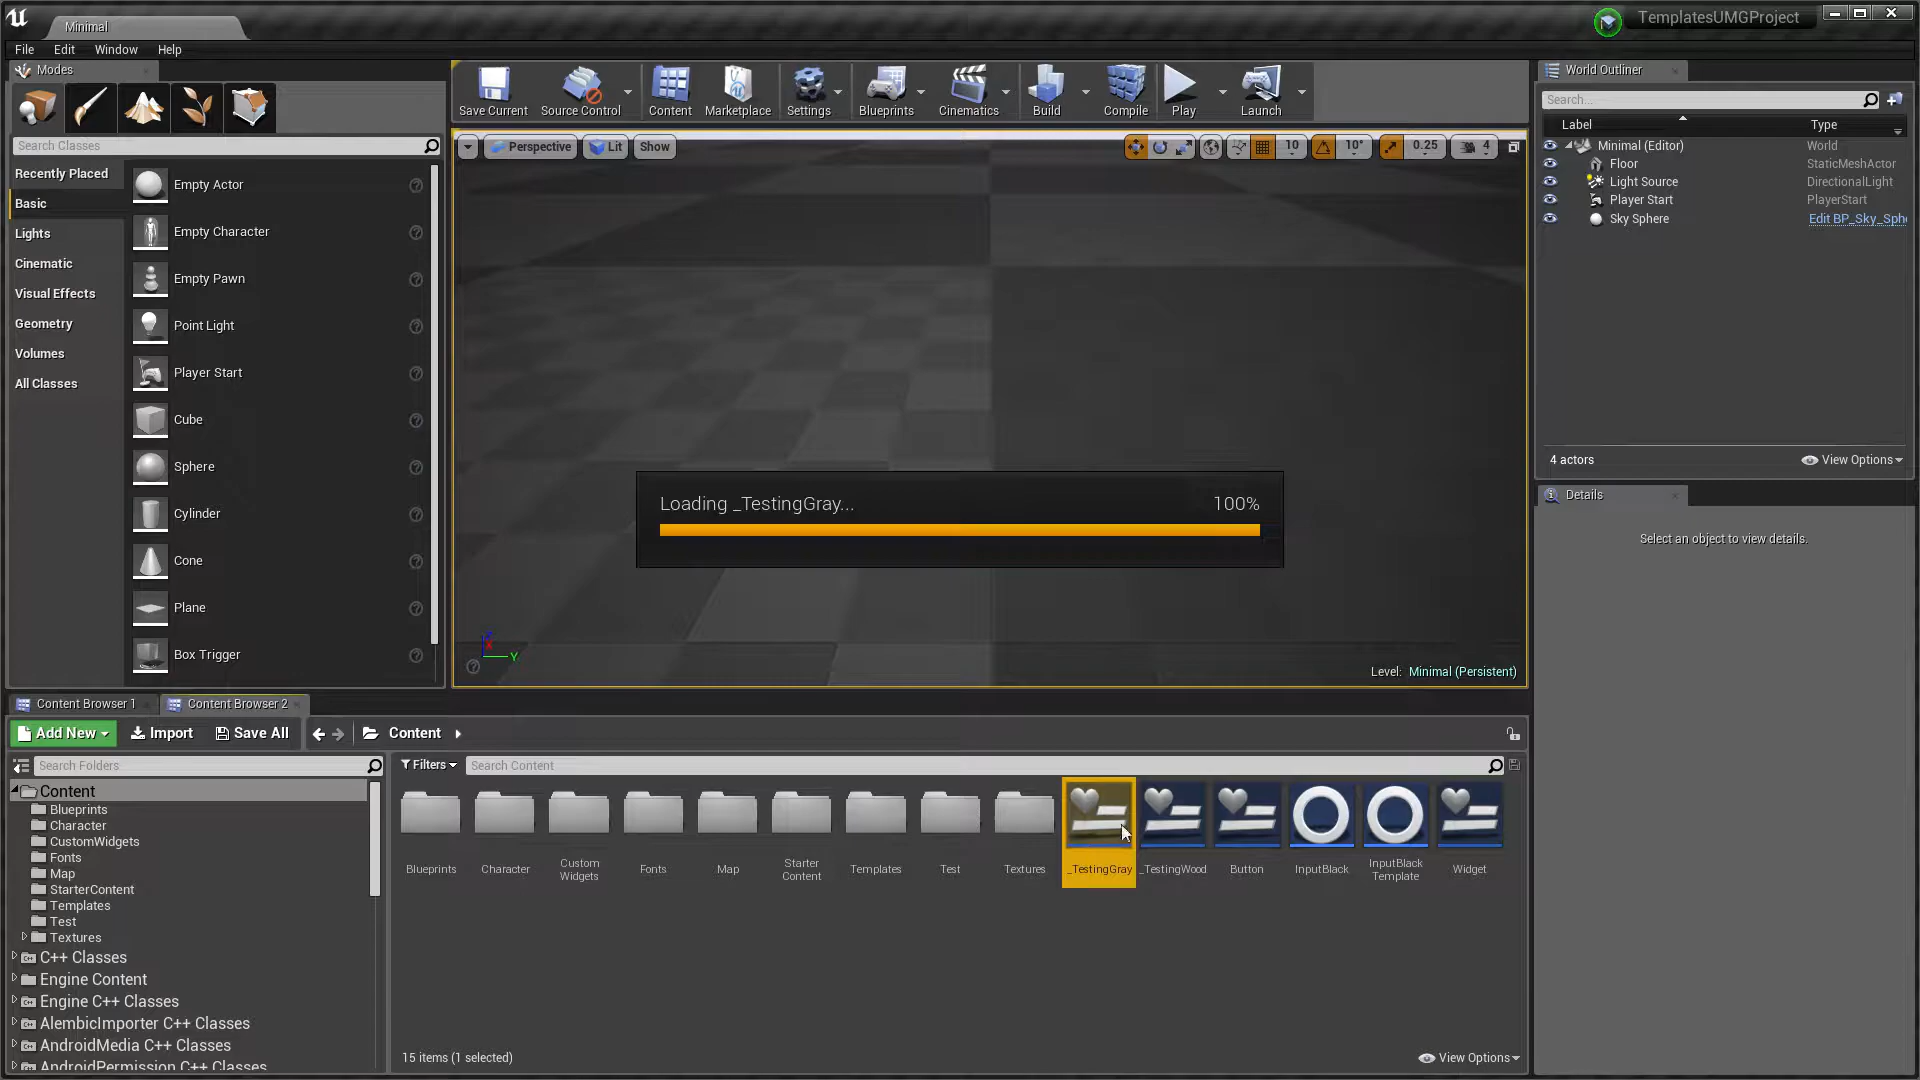 Minimal
TemplatesUMGProject
File Edit Window Help
Modes
Search Classes
Recently Placed
Basic
Lights
Cinematic
Visual Effects
Geometry
Volumes
All Classes
Empty Actor
Empty Character
Empty Pawn
Point Light
Player Start
Cube
Sphere
Cylinder
Cone
Plane
Box Trigger
Save Current Source Control Content Marketplace Settings Blueprints Cinematics Build Compile Play Launch
Perspective Lit Show
10 10° 0.25 4
Loading _TestingGray... 100%
X
Y
Level: Minimal (Persistent)
World Outliner
Search...
Label Type
Minimal (Editor) World
Floor StaticMeshActor
Light Source DirectionalLight
Player Start PlayerStart
Sky Sphere Edit BP_Sky_Sph
4 actors View Options
Details
Select an object to view details.
Content Browser 1 Content Browser 2
Add New Import Save All Content
Search Folders
Content
Blueprints
Character
CustomWidgets
Fonts
Map
StarterContent
Templates
Test
Textures
C++ Classes
Engine Content
Engine C++ Classes
AlembicImporter C++ Classes
AndroidMedia C++ Classes
AndroidPermission C++ Classes
Filters Search Content
Blueprints
Character
Custom
Widgets
Fonts
Map
Starter
Content
Templates
Test
Textures
_TestingGray
_TestingWood
Button
InputBlack
InputBlack
Template
Widget
15 items (1 selected) View Options